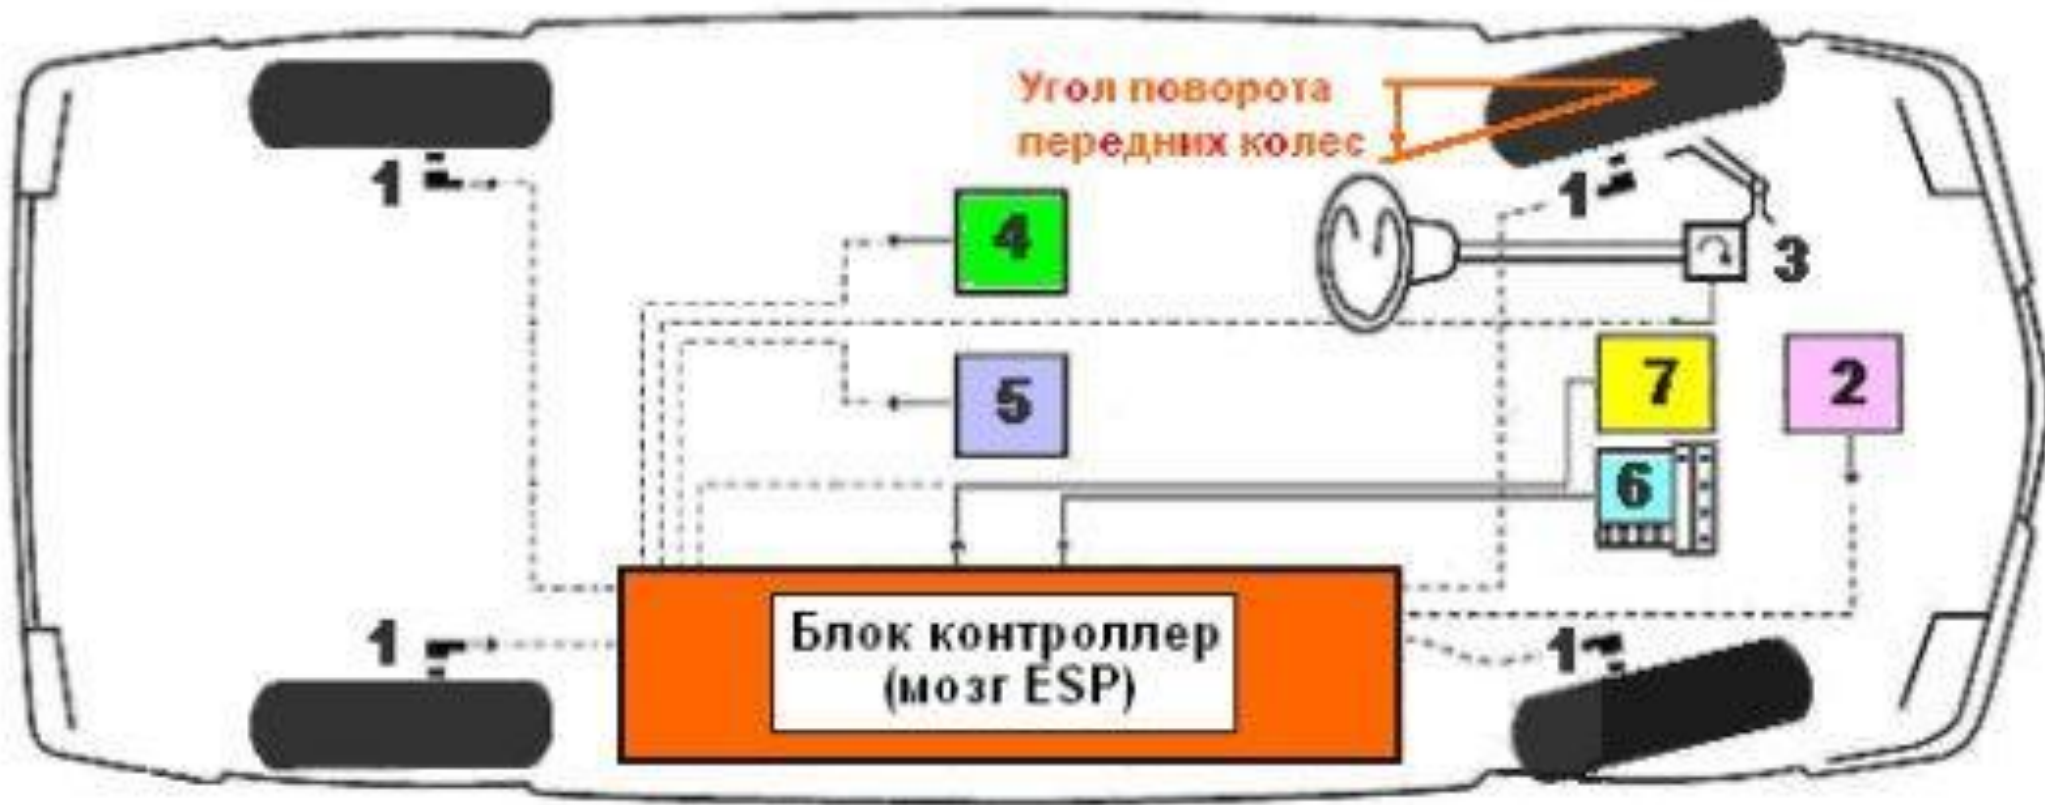 Угол поворота
передних колес
1
1
4
3
5
7
2
6
1
1
Блок контроллер
(мозг ESP)